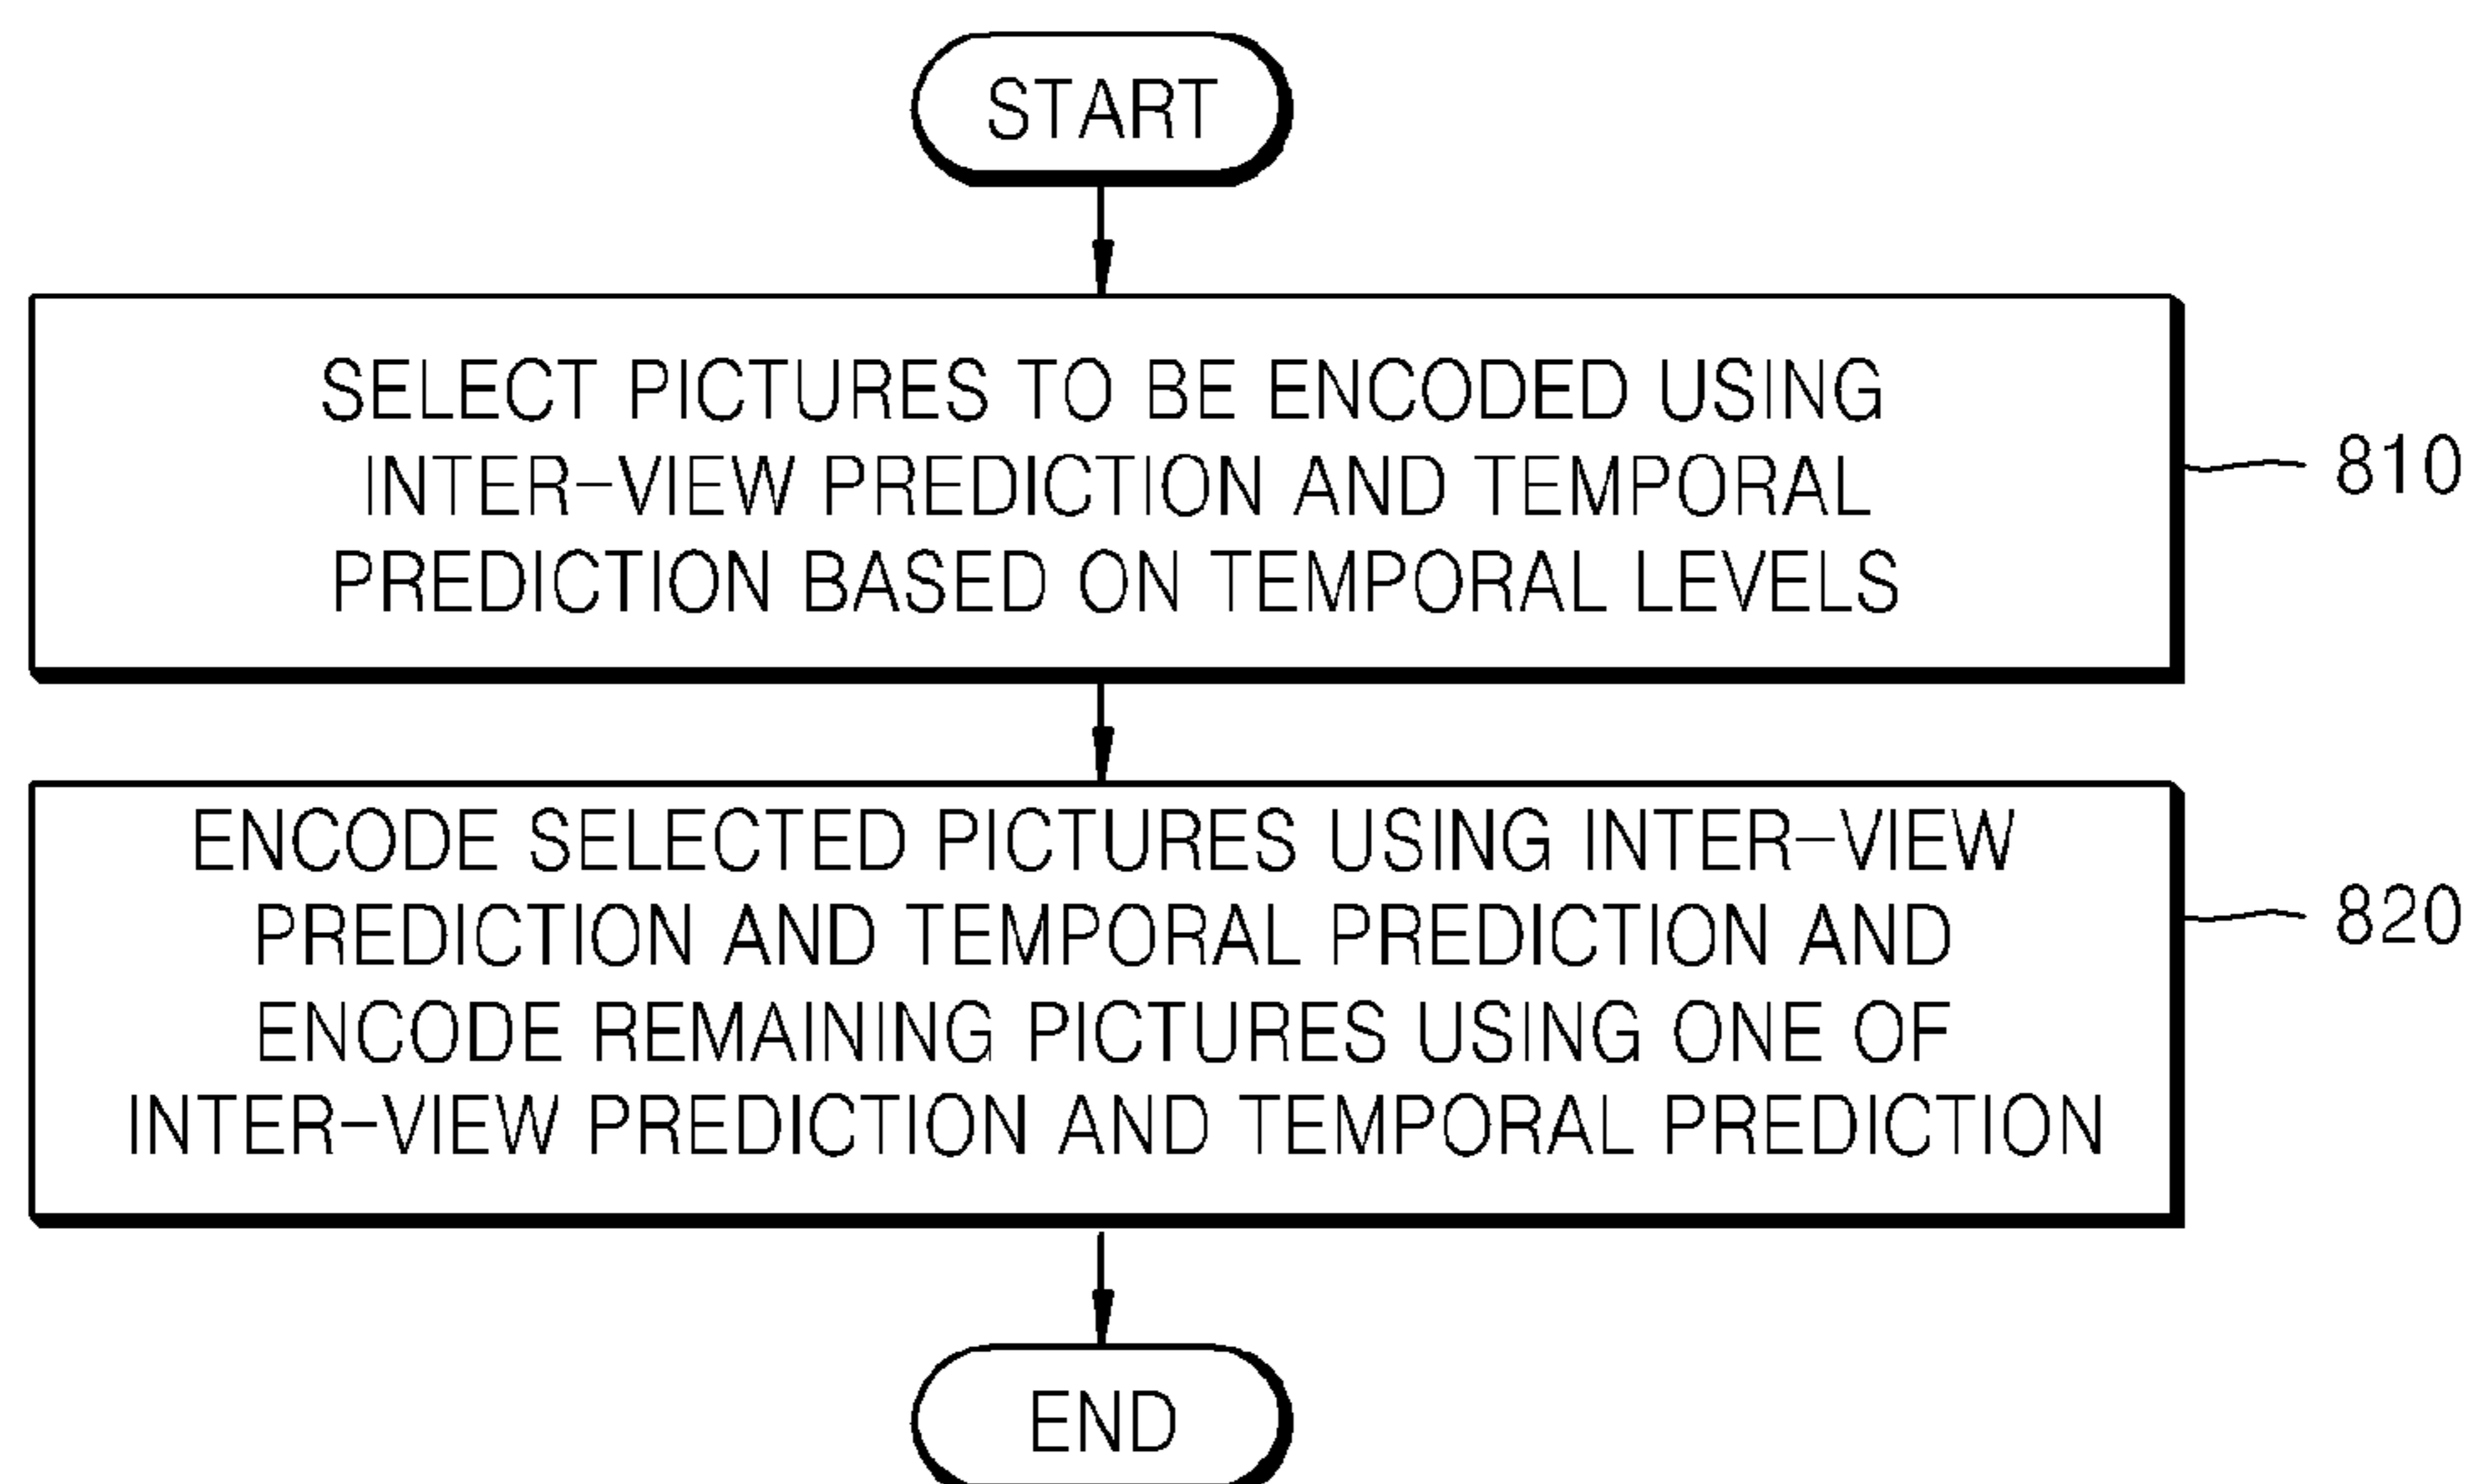 START
SELECT PICTURES TO BE ENCODED USING
INTER-VIEW PREDICTION AND TEMPORAL
PREDICTION BASED ON TEMPORAL LEVELS
810
ENCODE SELECTED PICTURES USING INTER-VIEW
PREDICTION AND TEMPORAL PREDICTION AND
ENCODE REMAINING PICTURES USING ONE OF
INTER-VIEW PREDICTION AND TEMPORAL PREDICTION
820
END